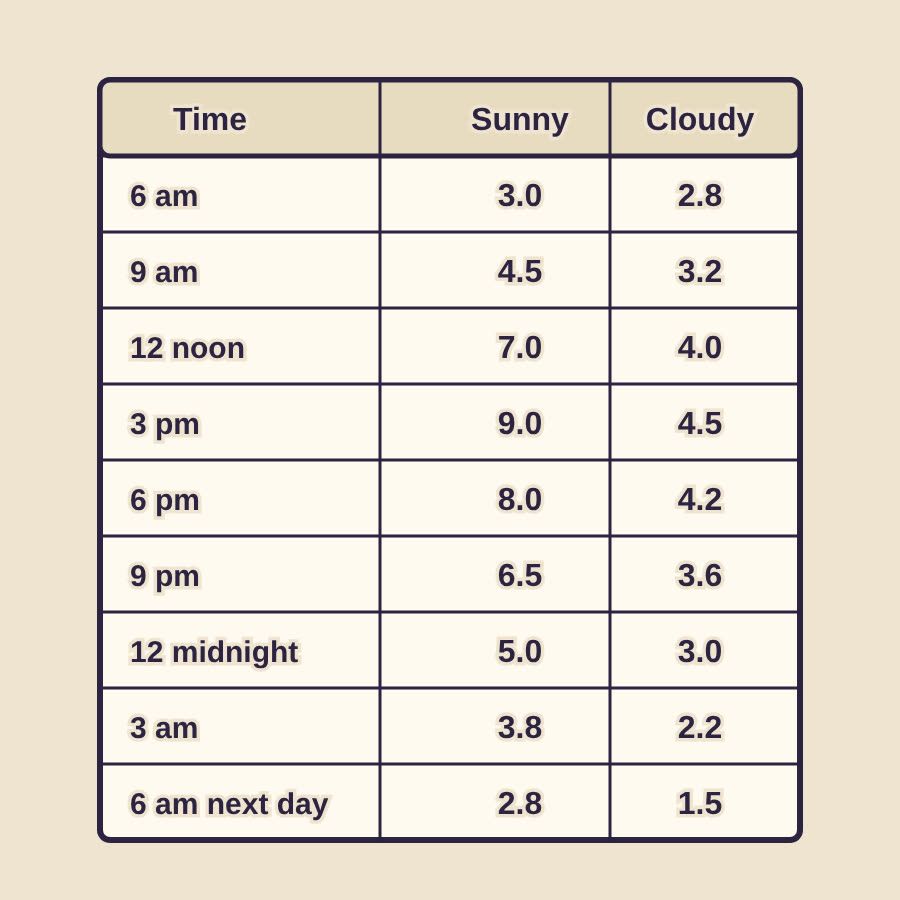 Time Sunny Cloudy
6 am 3.0 2.8
9 am 4.5 3.2
12 noon 7.0 4.0
3 pm 9.0 4.5
6 pm 8.0 4.2
9 pm 6.5 3.6
12 midnight 5.0 3.0
3 am 3.8 2.2
6 am next day 2.8 1.5